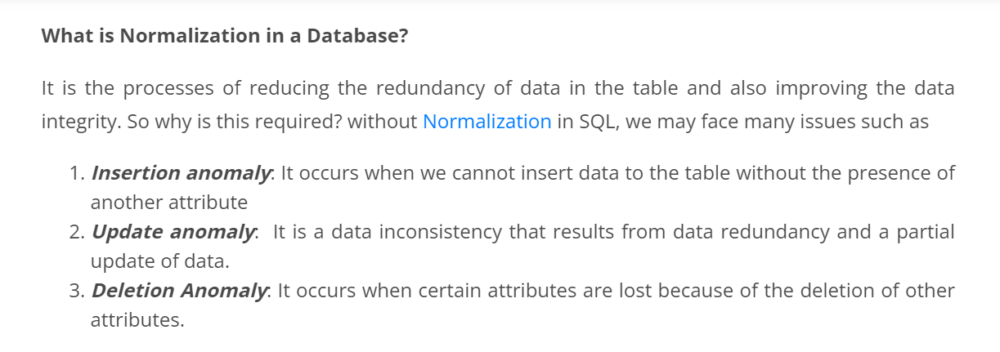 What is Normalization in a Database?
It is the processes of reducing the redundancy of data in the table and also improving the data
integrity. So why is this required? without Normalization in SQL, we may face many issues such as
1. Insertion anomaly: It occurs when we cannot insert data to the table without the presence of
another attribute
2. Update anomaly: It is a data inconsistency that results from data redundancy and a partial
update of data.
3. Deletion Anomaly: It occurs when certain attributes are lost because of the deletion of other
attributes.